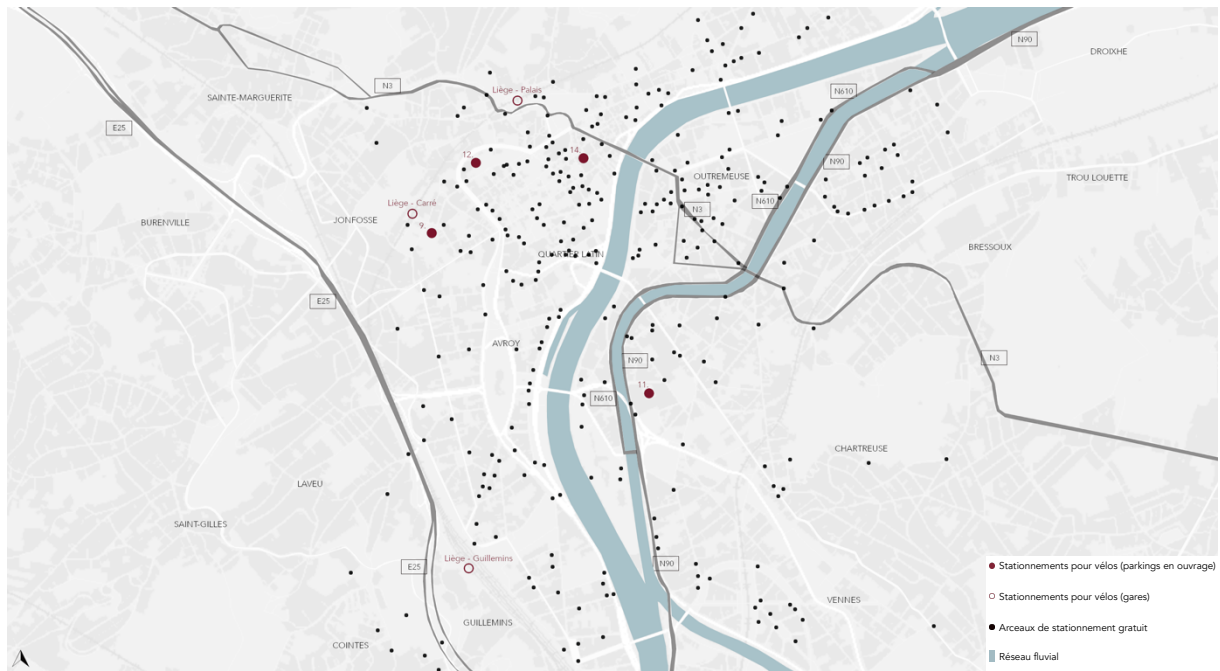 N90
DROIXHE
N3
N610
SAINTE-MARGUERITE
Liège - Palais
E25
12.
14.
N90
OUTREMEUSE
TROU LOUETTE
N610
Liège - Carré
N3
JONFOSSE
BURENVILLE
9.
BRESSOUX
QUARTIER LATIN
E25
AVROY
N90
N3
11.
N610
CHARTREUSE
LAVEU
SAINT-GILLES
Liège - Guillemins
E25
N90
Stationnements pour vélos (parkings en ouvrage)
Stationnements pour vélos (gares)
VENNES
GUILLEMINS
Arceaux de stationnement gratuit
COINTES
Réseau fluvial